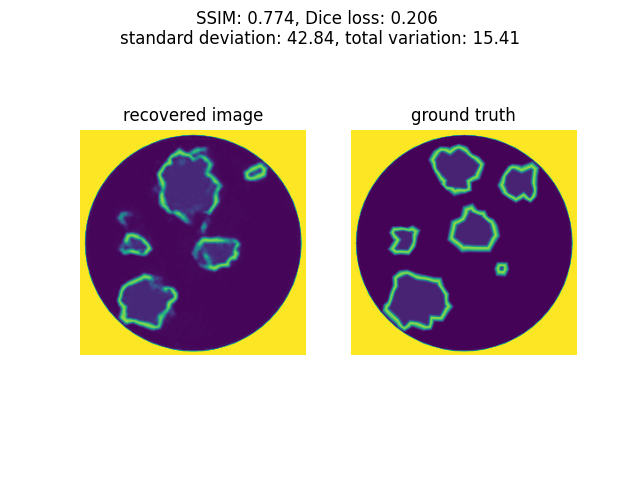 SSIM: 0.774, Dice loss: 0.206
standard deviation: 42.84, total variation: 15.41
recovered image
ground truth